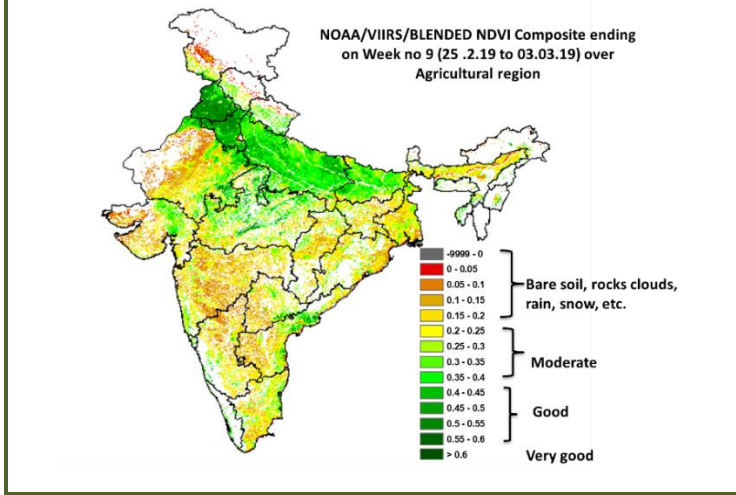 NOAA/VIIRS/BLENDED NDVI Composite ending
on Week no 9 (25 .2.19 to 03.03.19) over
Agricultural region
-9999 - 0
0 - 0.05
0.05 - 0.1
0.1 - 0.15
0.15 - 0.2
0.2 - 0.25
0.25 - 0.3
0.3 - 0.35
0.35 - 0.4
0.4 - 0.45
0.45 - 0.5
0.5 - 0.55
0.55 - 0.6
> 0.6
Bare soil, rocks clouds,
rain, snow, etc.
Moderate
Good
Very good